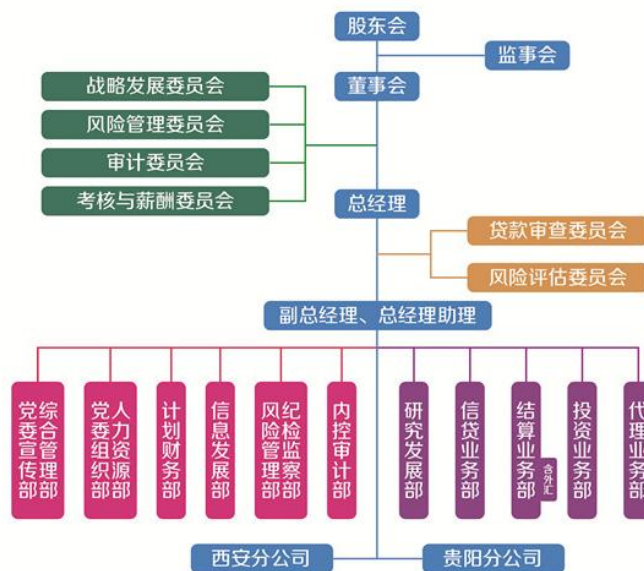 股东会
监事会
董事会
战略发展委员会
风险管理委员会
审计委员会
考核与薪酬委员会
总经理
贷款审查委员会
风险评估委员会
副总经理、总经理助理
综合管理部
党委宣传部
人力资源部
党委组织部
计划财务部
信息发展部
纪检监察部
风险管理部
内控审计部
研究发展部
信贷业务部
结算业务部
含外汇
投资业务部
代理业务部
西安分公司
贵阳分公司